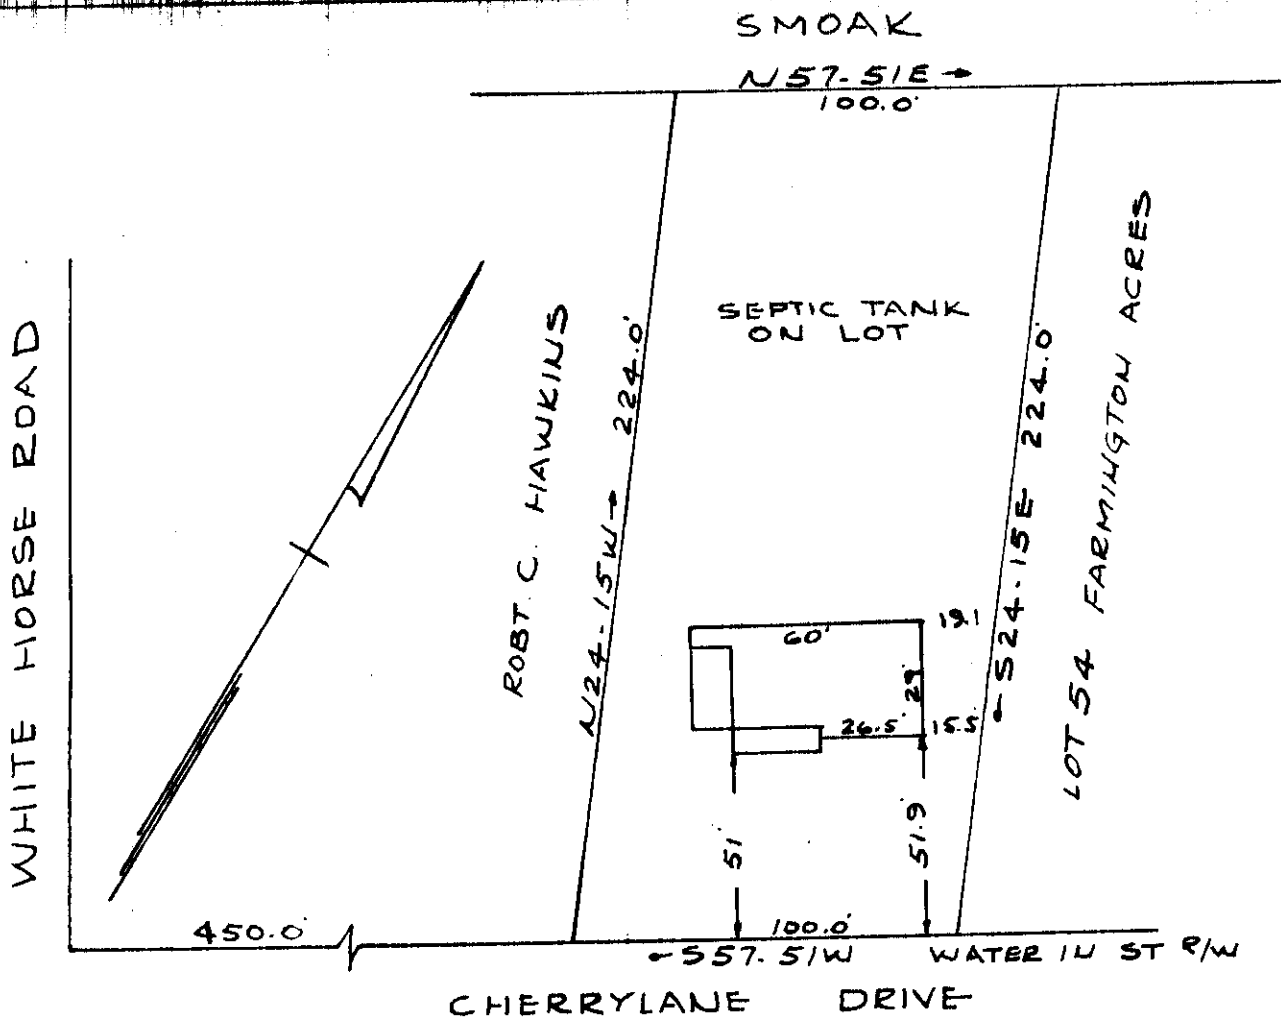 SMOAK
N57-51E →
100.0'
SEPTIC TANK
ON LOT
WHITE HORSE ROAD
ROBT. C. HAWKINS
N24-15W → 224.0'
← S24-15E 224.0'
LOT 54 FARMINGTON ACRES
60'
19.1
29'
26.5'
15.5'
51'
51.9'
450.0'
100.0'
← S57-51W WATER IN ST R/W
CHERRYLANE DRIVE